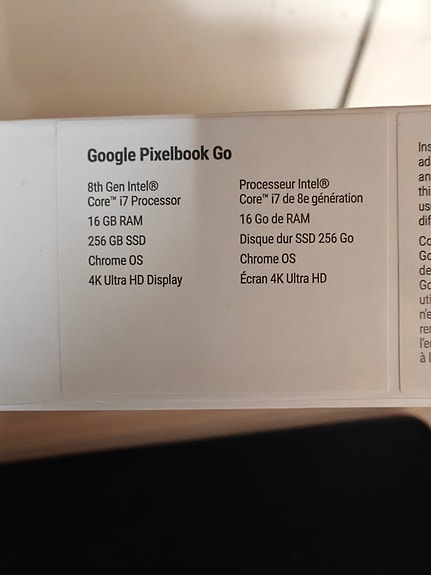 Google Pixelbook Go
8th Gen Intel®
Core™ i7 Processor
16 GB RAM
256 GB SSD
Chrome OS
4K Ultra HD Display
Processeur Intel®
Core™ i7 de 8e génération
16 Go de RAM
Disque dur SSD 256 Go
Chrome OS
Écran 4K Ultra HD